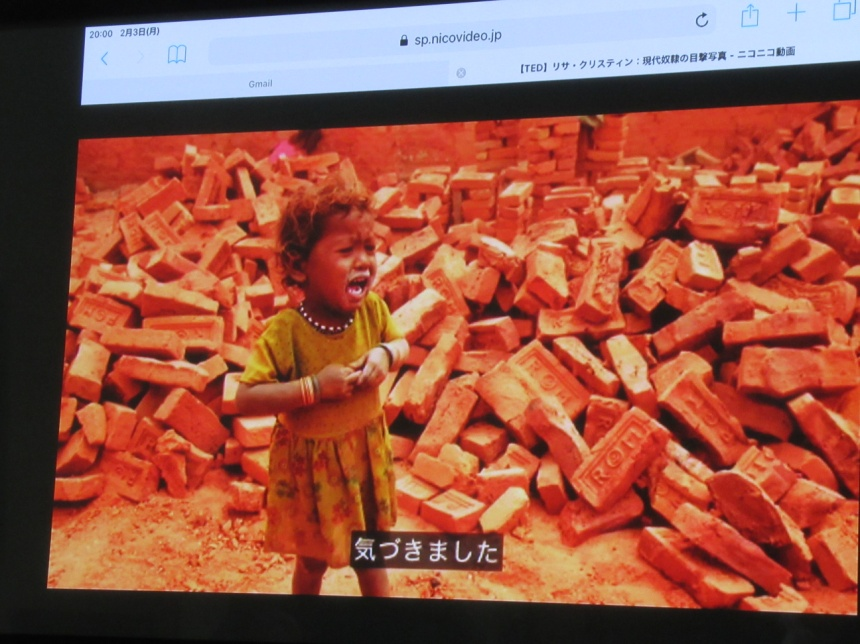 20:00 2月3日(月)
sp.nicovideo.jp
Gmail
【TED】リサ・クリスティン：現代奴隷の目撃写真 - ニコニコ動画
ROHI
ROHI
気づきました